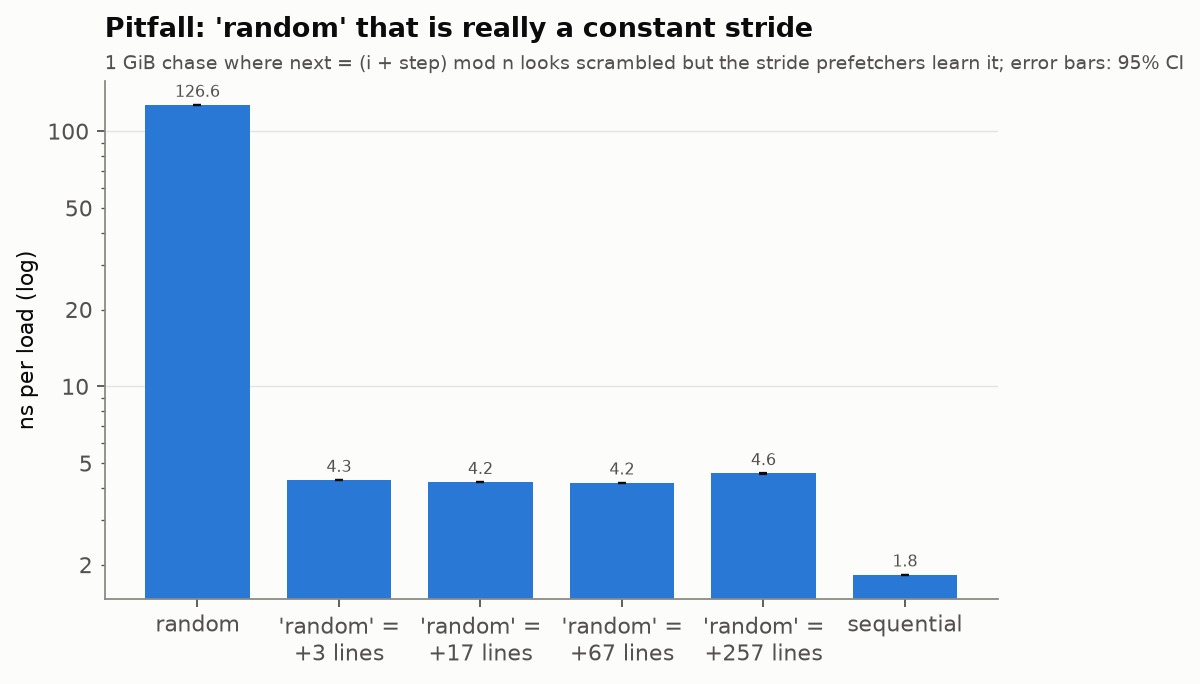 Pitfall: 'random' that is really a constant stride
1 GiB chase where next = (i + step) mod n looks scrambled but the stride prefetchers learn it; error bars: 95% CI
ns per load (log)
100
50
20
10
5
2
126.6
4.3
4.2
4.2
4.6
1.8
random
'random' =
+3 lines
'random' =
+17 lines
'random' =
+67 lines
'random' =
+257 lines
sequential